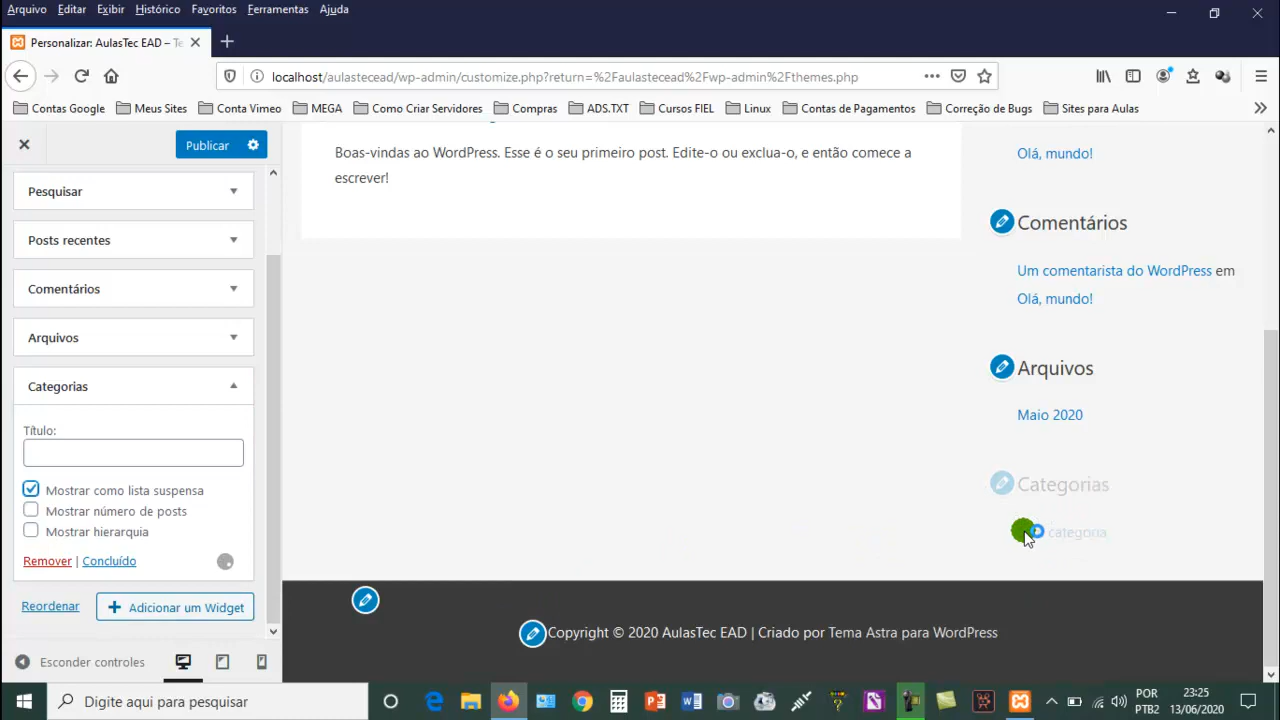 Arquivo Editar Exibir Histórico Favoritos Ferramentas Ajuda
Personalizar: AulasTec EAD – Te
localhost/aulastecead/wp-admin/customize.php?return=%2Faulastecead%2Fwp-admin%2Fthemes.php
Contas Google Meus Sites Conta Vimeo MEGA Como Criar Servidores Compras ADS.TXT Cursos FIEL Linux Contas de Pagamentos Correção de Bugs Sites para Aulas
Publicar
Pesquisar
Posts recentes
Comentários
Arquivos
Categorias
Título:
Mostrar como lista suspensa
Mostrar número de posts
Mostrar hierarquia
Remover | Concluído
Reordenar
Adicionar um Widget
Esconder controles
Boas-vindas ao WordPress. Esse é o seu primeiro post. Edite-o ou exclua-o, e então comece a
escrever!
Olá, mundo!
Comentários
Um comentarista do WordPress em
Olá, mundo!
Arquivos
Maio 2020
Categorias
categoria
Copyright © 2020 AulasTec EAD | Criado por Tema Astra para WordPress
Digite aqui para pesquisar
POR
PTB2
23:25
13/06/2020